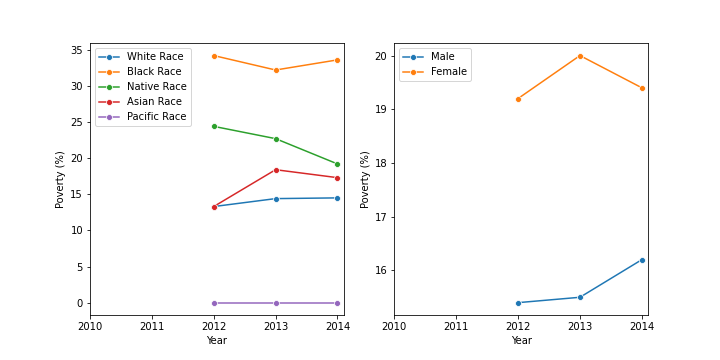 White Race
Black Race
Native Race
Asian Race
Pacific Race
35
30
25
20
15
10
5
0
Poverty (%)
2010 2011 2012 2013 2014
Year
Male
Female
20
19
18
17
16
Poverty (%)
2010 2011 2012 2013 2014
Year